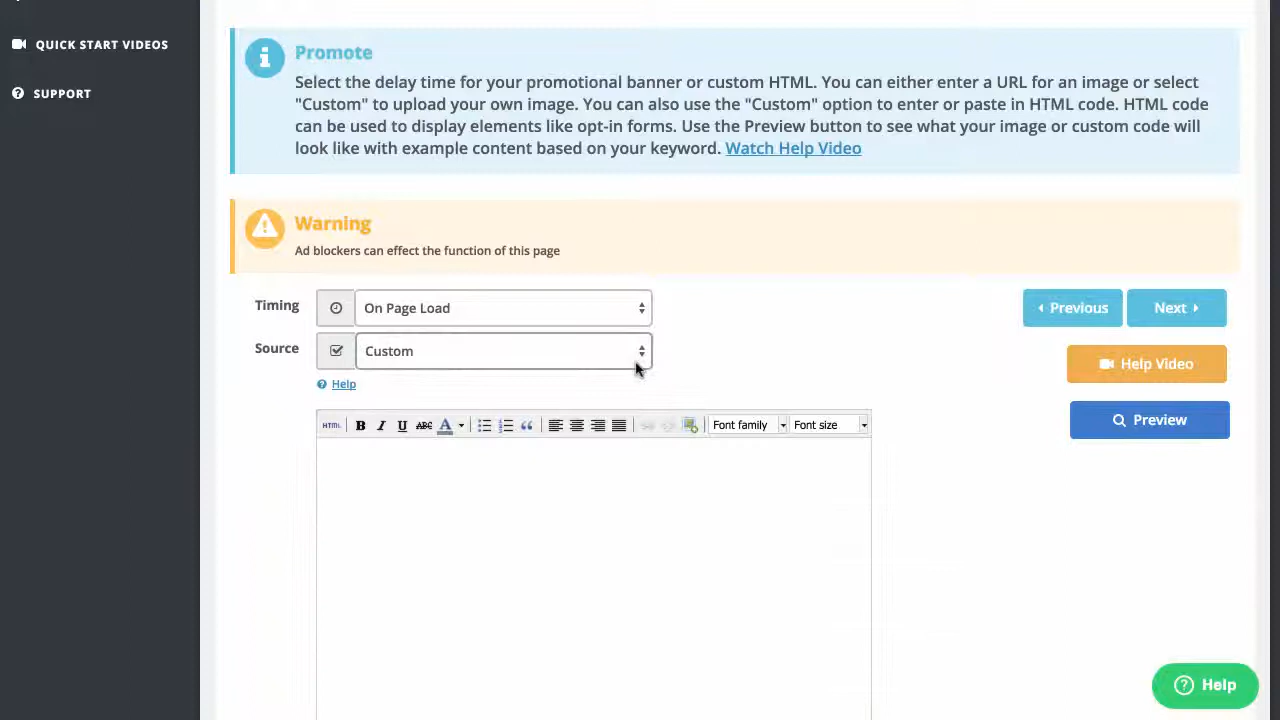 QUICK START VIDEOS
SUPPORT
Promote
Select the delay time for your promotional banner or custom HTML. You can either enter a URL for an image or select
"Custom" to upload your own image. You can also use the "Custom" option to enter or paste in HTML code. HTML code
can be used to display elements like opt-in forms. Use the Preview button to see what your image or custom code will
look like with example content based on your keyword. Watch Help Video
Warning
Ad blockers can effect the function of this page
Timing On Page Load Previous Next
Source Custom Help Video
Help
HTML B I U ABC A Font family Font size Preview
Help